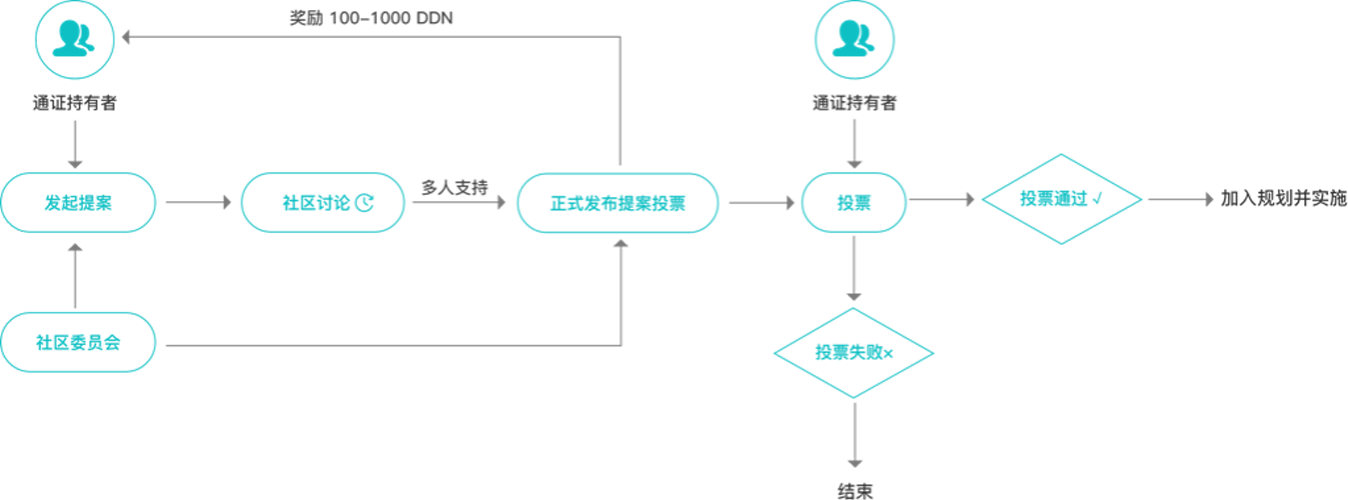 奖励 100-1000 DDN
通证持有者
通证持有者
发起提案
社区讨论
多人支持
正式发布提案投票
投票
投票通过 √
加入规划并实施
社区委员会
投票失败×
结束